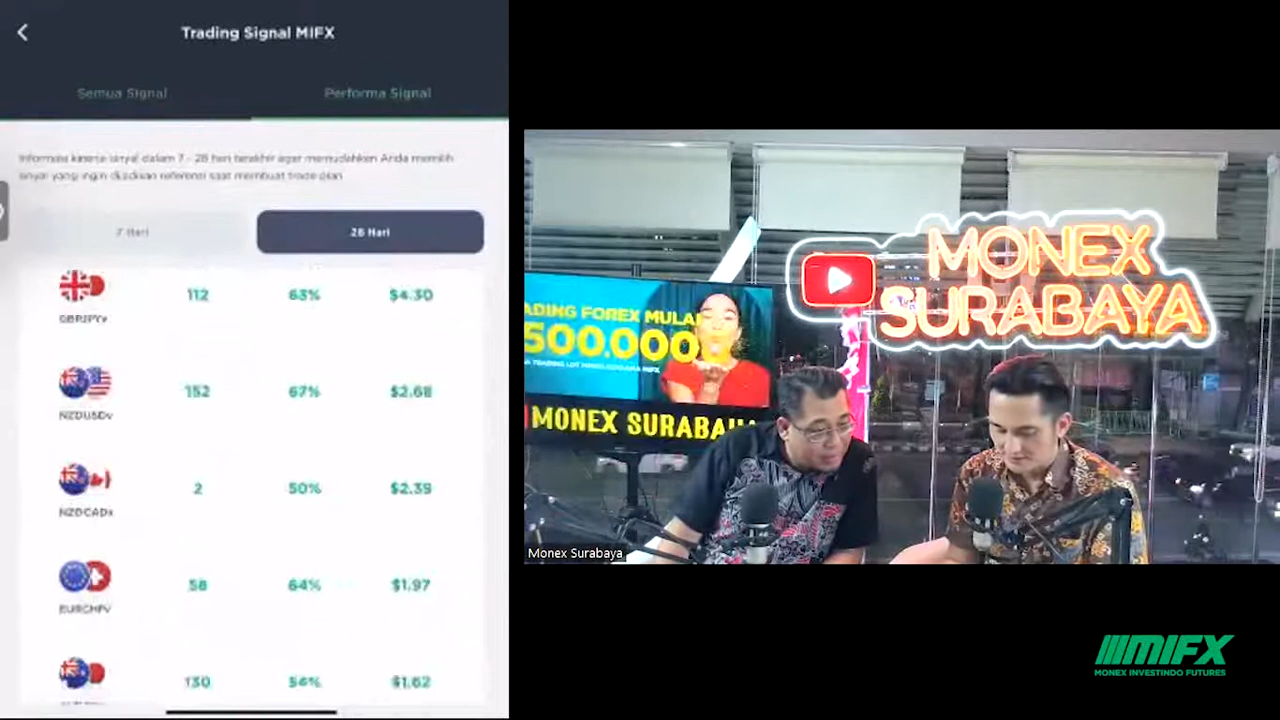 Trading Signal MIFX
Semua Signal
Performa Signal
Informasi kinerja sinyal dalam 7 - 28 hari terakhir agar memudahkan Anda memilih
sinyal yang ingin dijadikan referensi saat membuat trade plan
7 Hari
28 Hari
GBPJPYv
112
63%
$4.30
NZDUSDv
152
67%
$2.68
NZDCADv
2
50%
$2.39
EURCHFv
58
64%
$1.97
130
$1.62
MONEX
SURABAYA
ADING FOREX MULAI
500.000
MONEX SURABAYA
Monex Surabaya
MIFX
MONEX INVESTINDO FUTURES